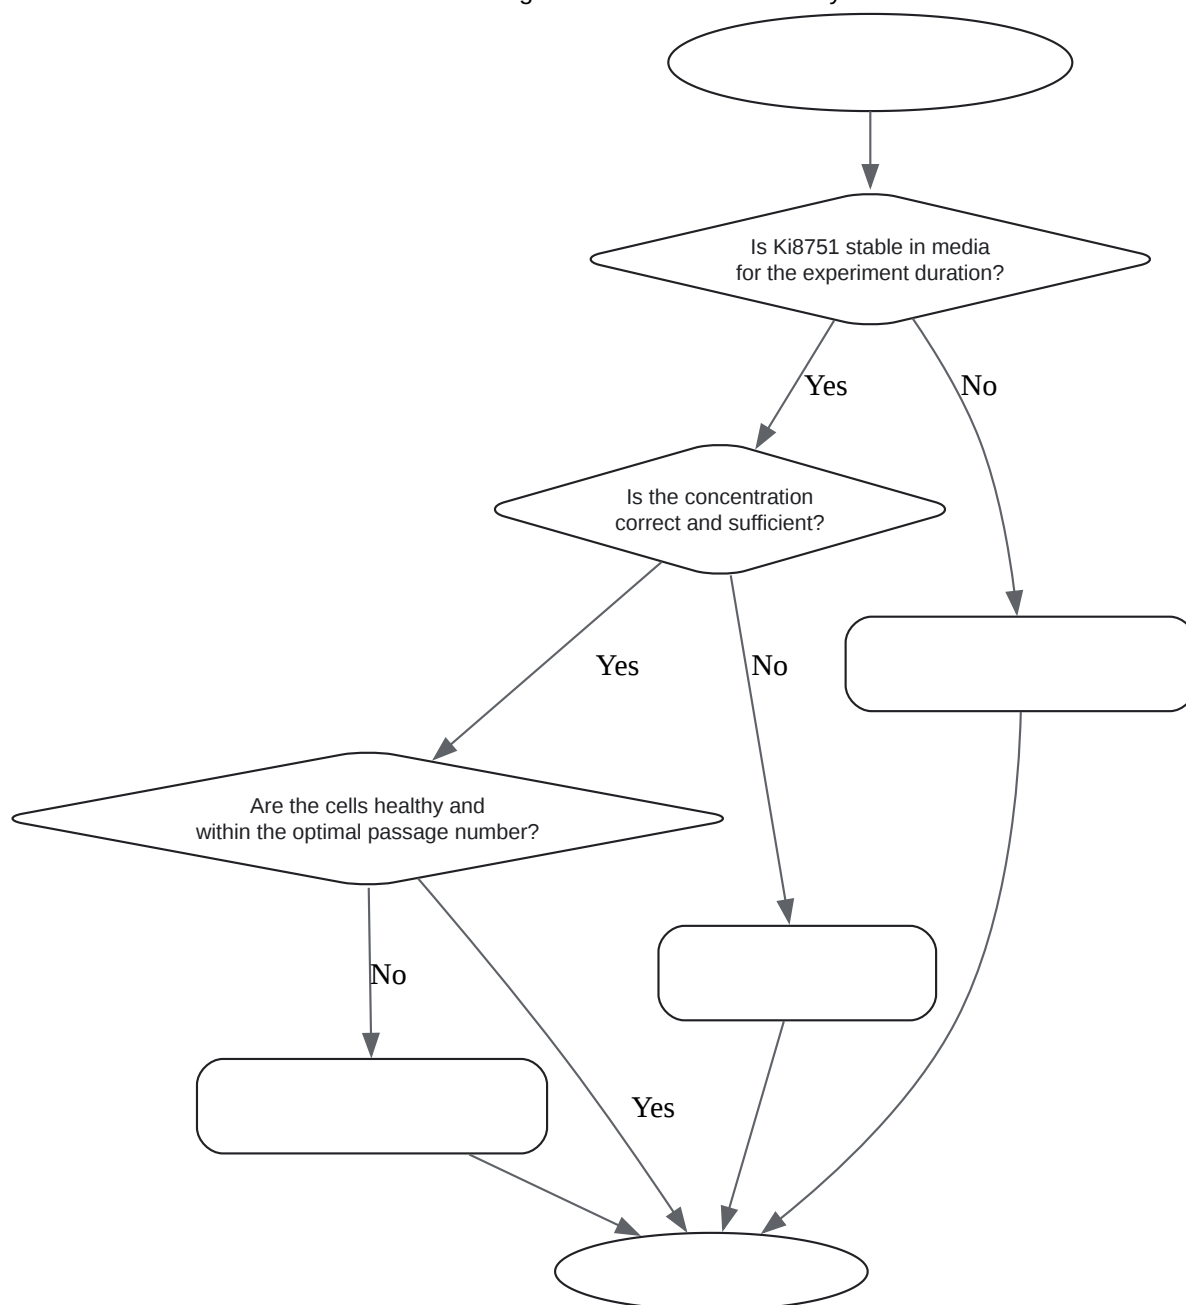 Is Ki8751 stable in media
for the experiment duration?
Yes
No
Is the concentration
correct and sufficient?
Yes
No
Are the cells healthy and
within the optimal passage number?
No
Yes